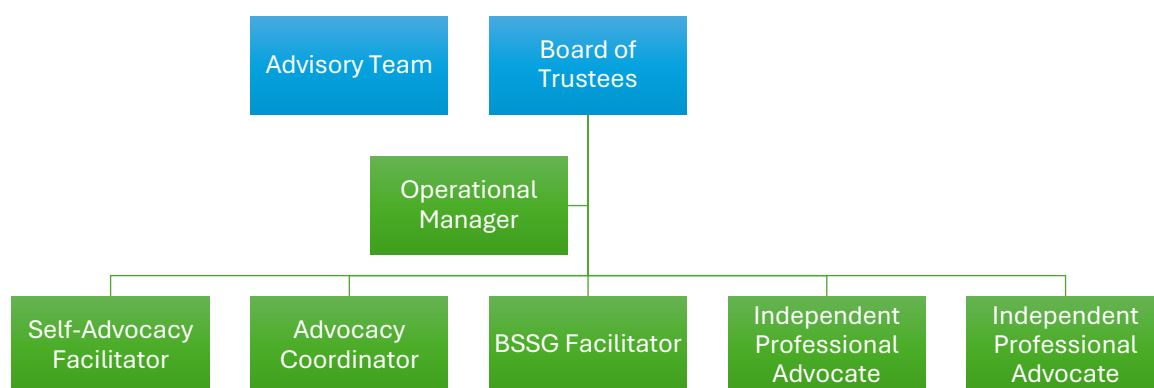 Advisory Team
Board of
Trustees
Operational
Manager
Self-Advocacy
Facilitator
Advocacy
Coordinator
BSSG Facilitator
Independent
Professional
Advocate
Independent
Professional
Advocate